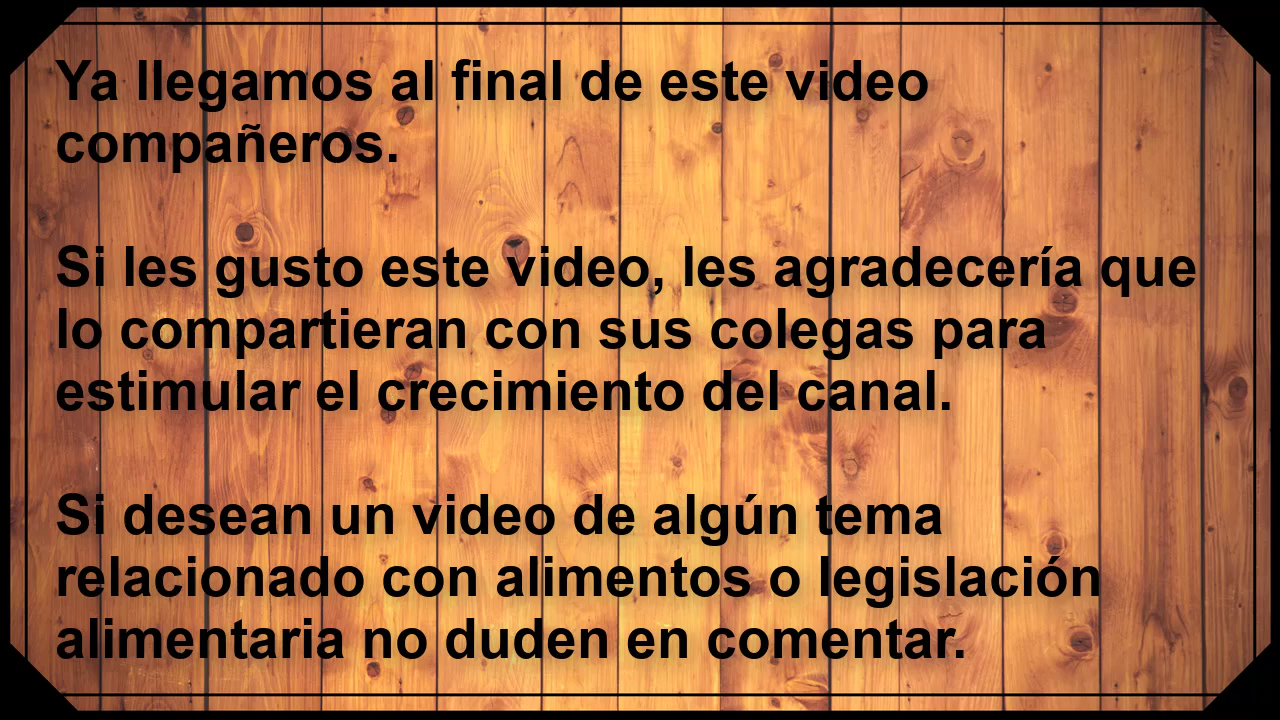 Ya llegamos al final de este video
compañeros.
Si les gusto este video, les agradecería que
lo compartieran con sus colegas para
estimular el crecimiento del canal.
Si desean un video de algún tema
relacionado con alimentos o legislación
alimentaria no duden en comentar.